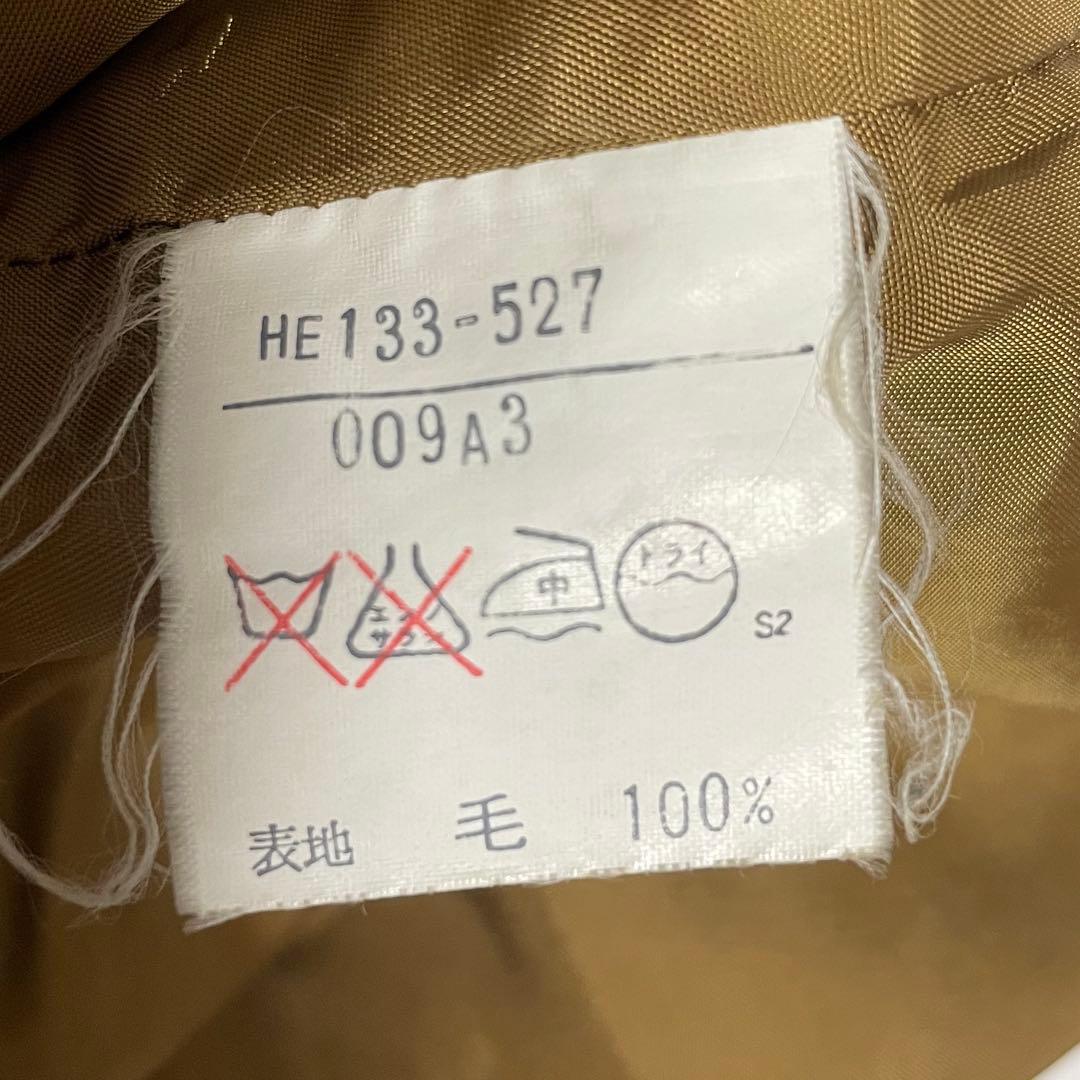 HE133-527
009A3
エンソ サラシ 中 ドライ S2
表地 毛 100%